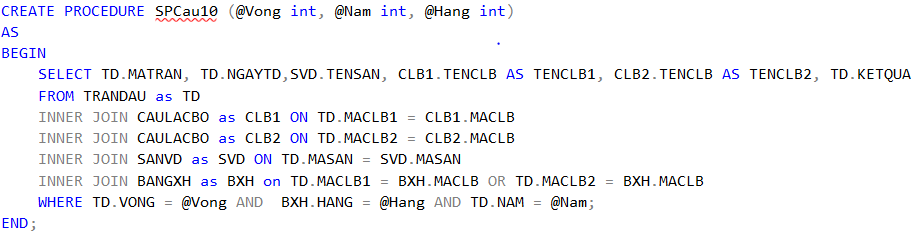 CREATE PROCEDURE SPCau10 (@Vong int, @Nam int, @Hang int)
AS
BEGIN
    SELECT TD.MATRAN, TD.NGAYTD,SVD.TENSAN, CLB1.TENCLB AS TENCLB1, CLB2.TENCLB AS TENCLB2, TD.KETQUA
    FROM TRANDAU as TD
    INNER JOIN CAULACBO as CLB1 ON TD.MACLB1 = CLB1.MACLB
    INNER JOIN CAULACBO as CLB2 ON TD.MACLB2 = CLB2.MACLB
    INNER JOIN SANVD as SVD ON TD.MASAN = SVD.MASAN
    INNER JOIN BANGXH as BXH on TD.MACLB1 = BXH.MACLB OR TD.MACLB2 = BXH.MACLB
    WHERE TD.VONG = @Vong AND  BXH.HANG = @Hang AND TD.NAM = @Nam;
END;